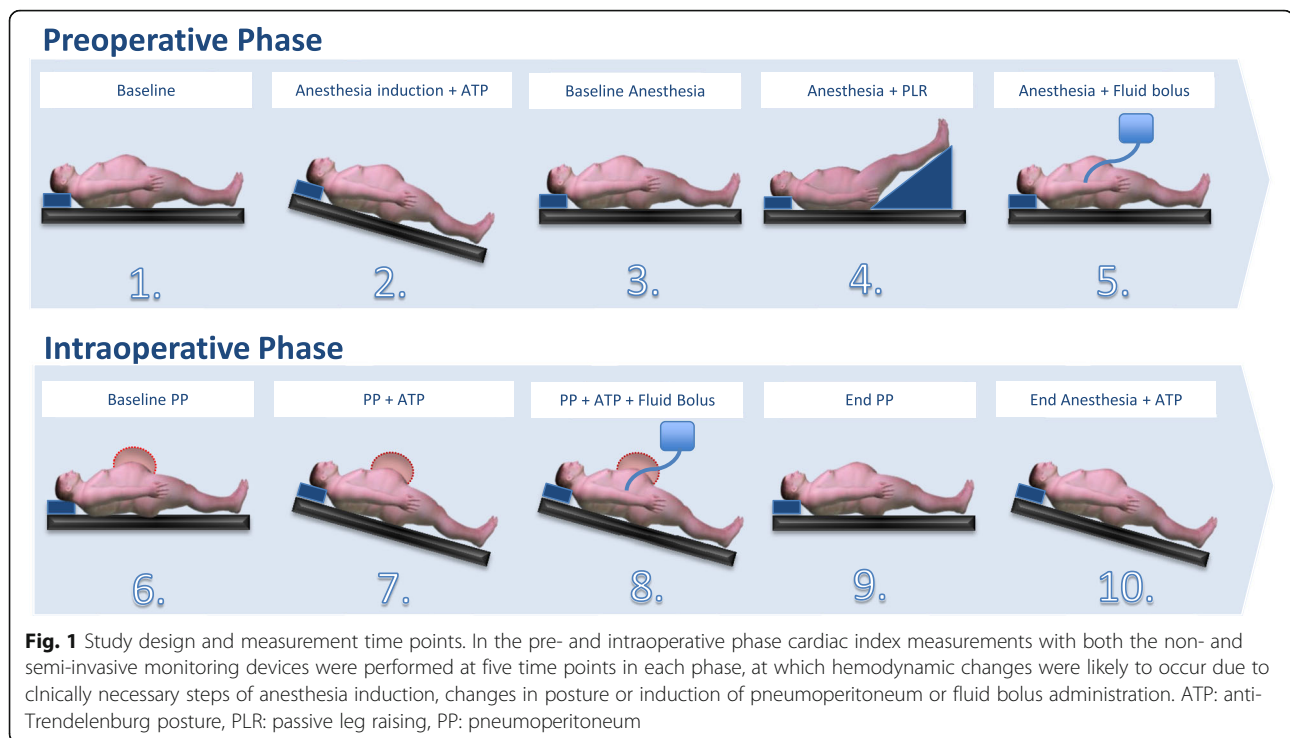 Preoperative Phase
Baseline
Anesthesia induction + ATP
Baseline Anesthesia
Anesthesia + PLR
Anesthesia + Fluid bolus
1.
2.
3.
4.
5.
Intraoperative Phase
Baseline PP
PP + ATP
PP + ATP + Fluid Bolus
End PP
End Anesthesia + ATP
6.
7.
8.
9.
10.
Fig. 1 Study design and measurement time points. In the pre- and intraoperative phase cardiac index measurements with both the non- and
semi-invasive monitoring devices were performed at five time points in each phase, at which hemodynamic changes were likely to occur due to
clnically necessary steps of anesthesia induction, changes in posture or induction of pneumoperitoneum or fluid bolus administration. ATP: anti-
Trendelenburg posture, PLR: passive leg raising, PP: pneumoperitoneum